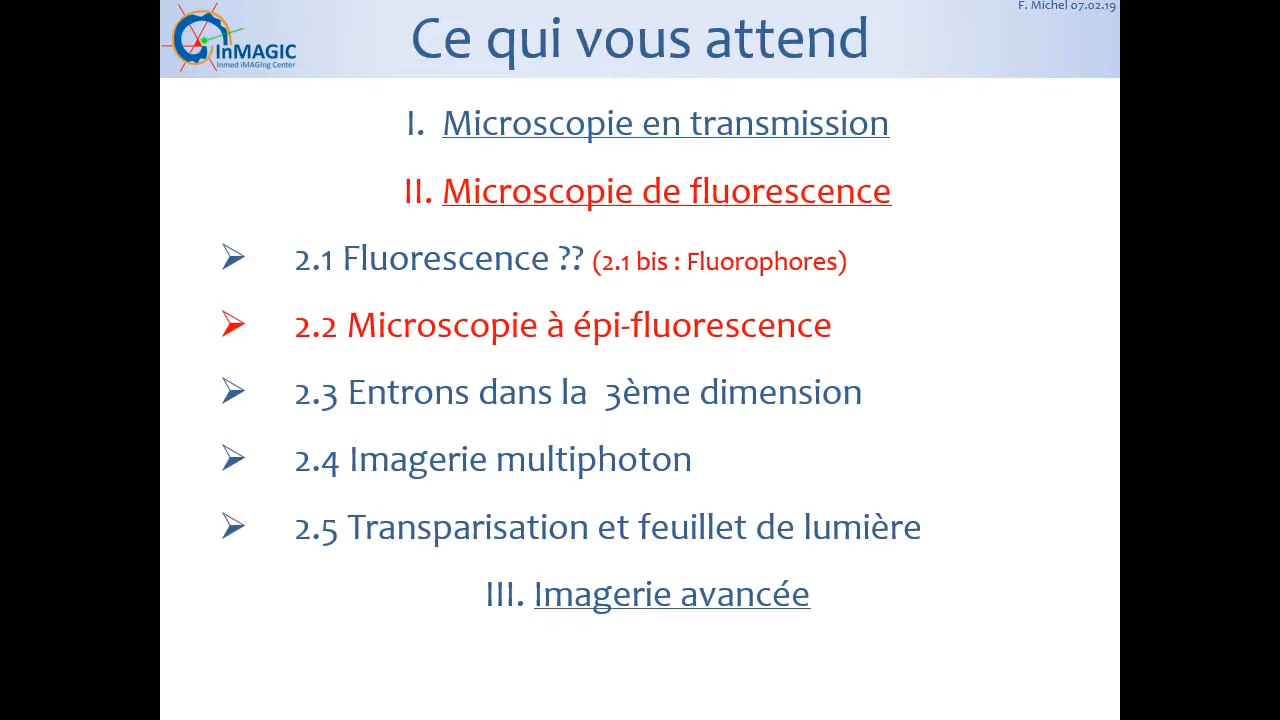 F. Michel 07.02.19
InMAGIC
Inmed iMAGing Center
Ce qui vous attend
I. Microscopie en transmission
II. Microscopie de fluorescence
2.1 Fluorescence ?? (2.1 bis : Fluorophores)
2.2 Microscopie à épi-fluorescence
2.3 Entrons dans la 3ème dimension
2.4 Imagerie multiphoton
2.5 Transparisation et feuillet de lumière
III. Imagerie avancée